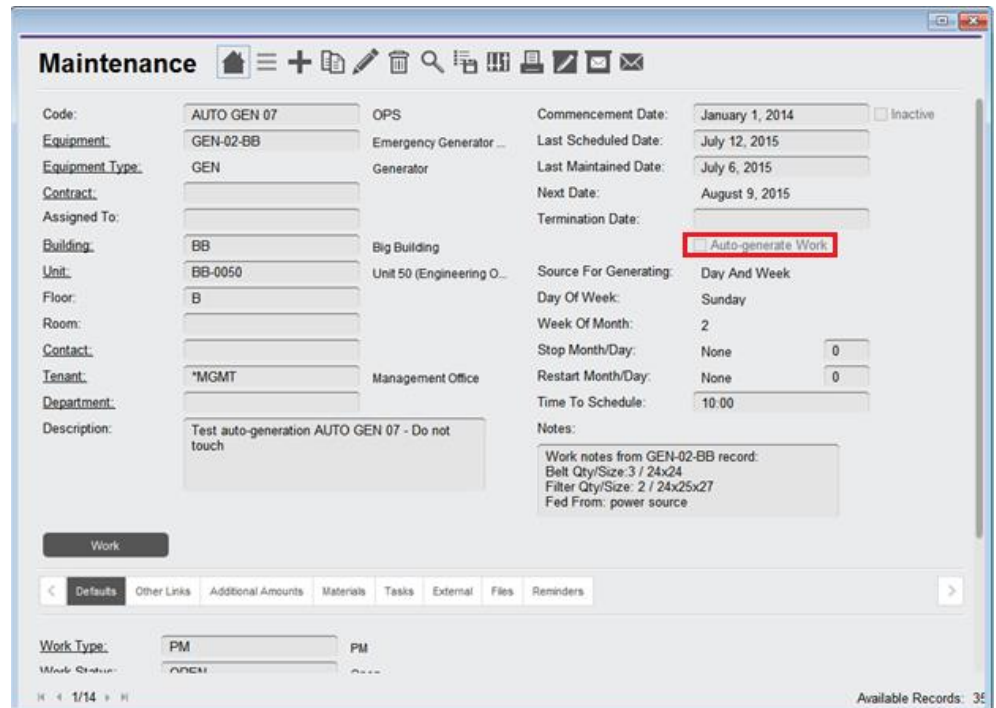 Maintenance
Code: AUTO GEN 07 OPS
Equipment: GEN-02-BB Emergency Generator ...
Equipment Type: GEN Generator
Contract:
Assigned To:
Building: BB Big Building
Unit: BB-0050 Unit 50 (Engineering O...
Floor: B
Room:
Contact:
Tenant: *MGMT Management Office
Department:
Description: Test auto-generation AUTO GEN 07 - Do not
touch
Commencement Date: January 1, 2014 Inactive
Last Scheduled Date: July 12, 2015
Last Maintained Date: July 6, 2015
Next Date: August 9, 2015
Termination Date:
Auto-generate Work
Source For Generating: Day And Week
Day Of Week: Sunday
Week Of Month: 2
Stop Month/Day: None 0
Restart Month/Day: None 0
Time To Schedule: 10:00
Notes:
Work notes from GEN-02-BB record:
Belt Qty/Size:3 / 24x24
Filter Qty/Size: 2 / 24x25x27
Fed From: power source
Work
Defaults Other Links Additional Amounts Materials Tasks External Files Reminders
Work Type: PM PM
Work Status: OPEN Open
1/14 Available Records: 35